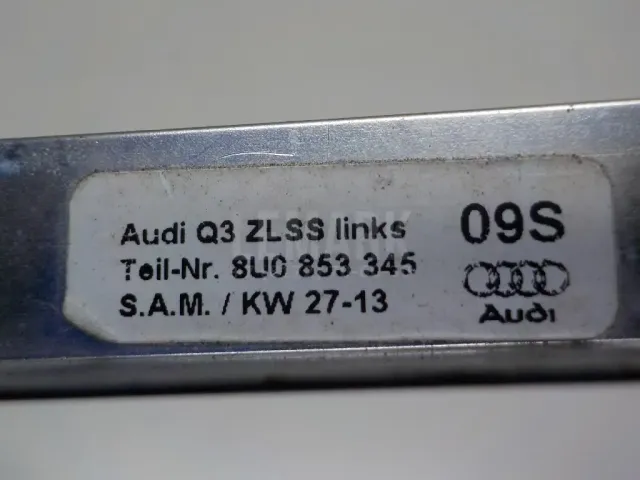 Audi Q3 ZLSS links
09S
Teil-Nr. 8U0 853 345
S.A.M. / KW 27-13
Audi